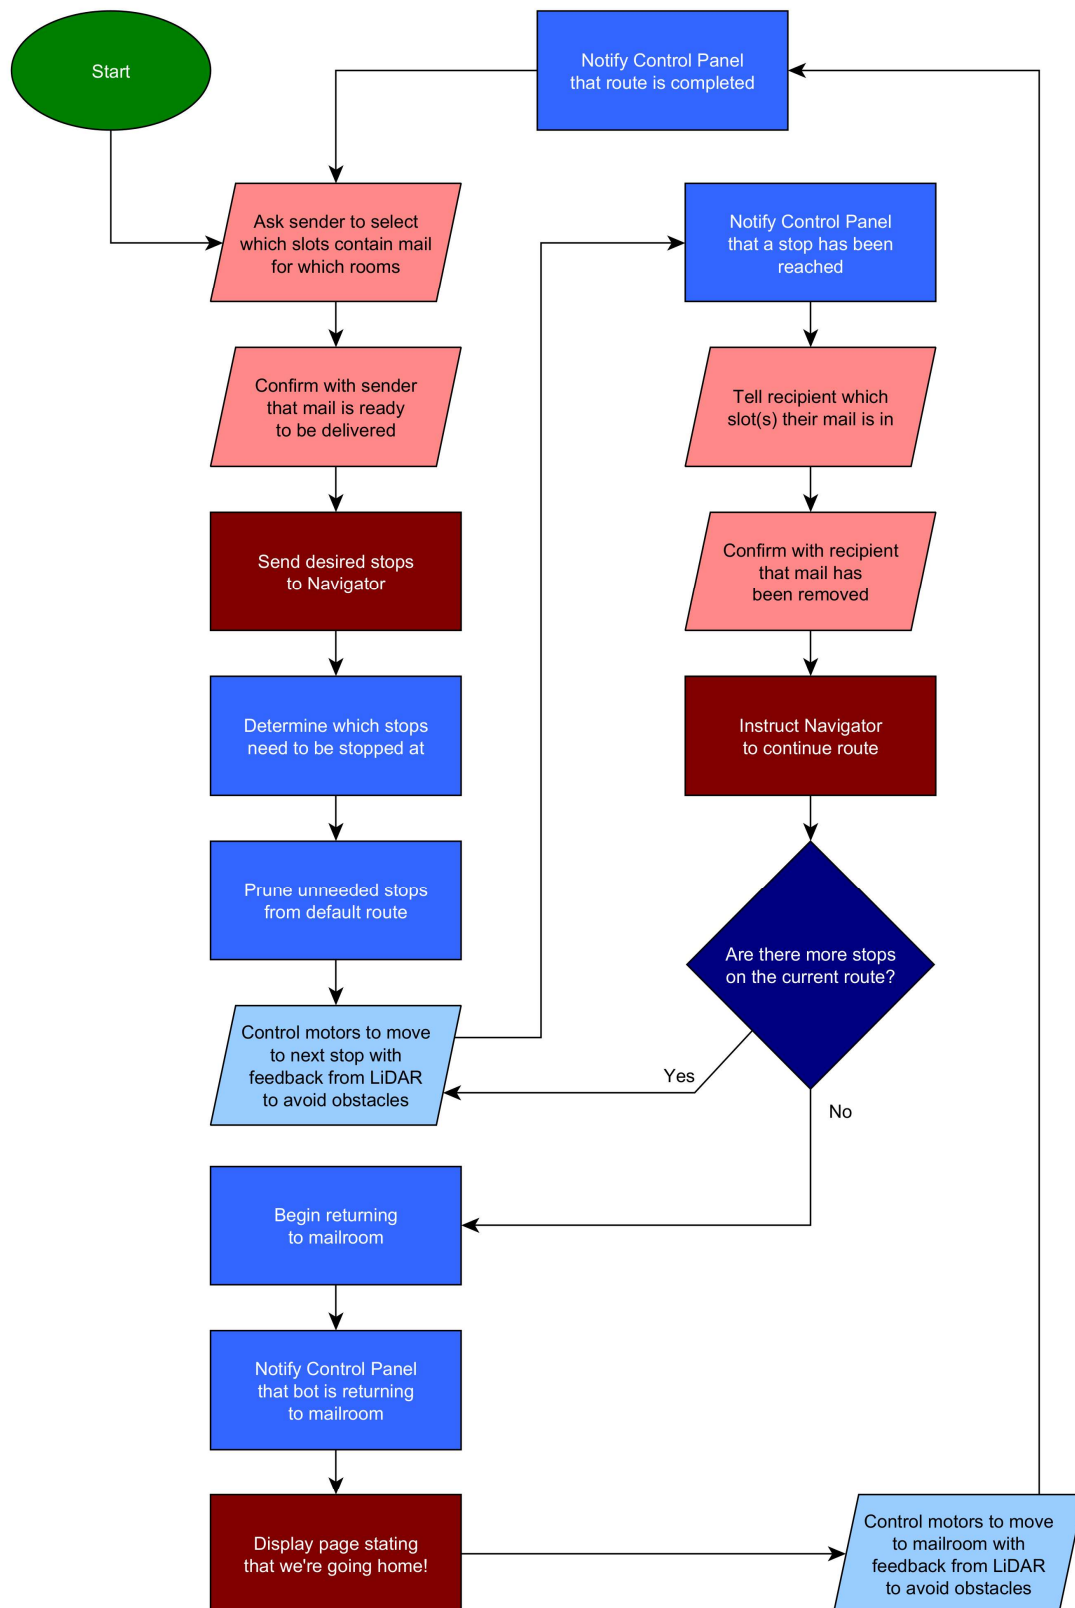 Start
Notify Control Panel
that route is completed
Ask sender to select
which slots contain mail
for which rooms
Notify Control Panel
that a stop has been
reached
Confirm with sender
that mail is ready
to be delivered
Tell recipient which
slot(s) their mail is in
Send desired stops
to Navigator
Confirm with recipient
that mail has
been removed
Determine which stops
need to be stopped at
Instruct Navigator
to continue route
Prune unneeded stops
from default route
Are there more stops
on the current route?
Control motors to move
to next stop with
feedback from LiDAR
to avoid obstacles
Yes
No
Begin returning
to mailroom
Notify Control Panel
that bot is returning
to mailroom
Display page stating
that we're going home!
Control motors to move
to mailroom with
feedback from LiDAR
to avoid obstacles